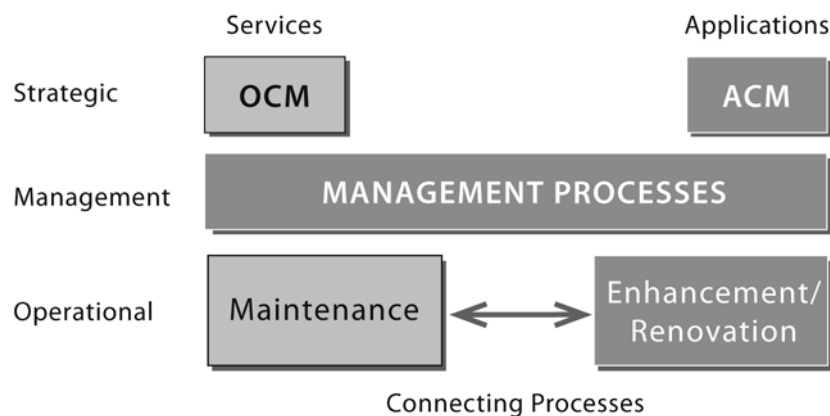 Services Applications
Strategic OCM ACM
Management MANAGEMENT PROCESSES
Operational Maintenance Enhancement/
Renovation
Connecting Processes